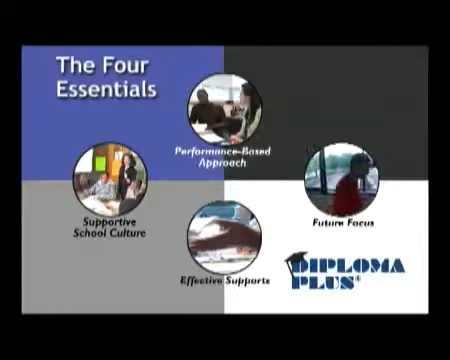 The Four
Essentials
Performance-Based
Approach
Supportive
School Culture
Future Focus
Effective Supports
DIPLOMA
PLUS®